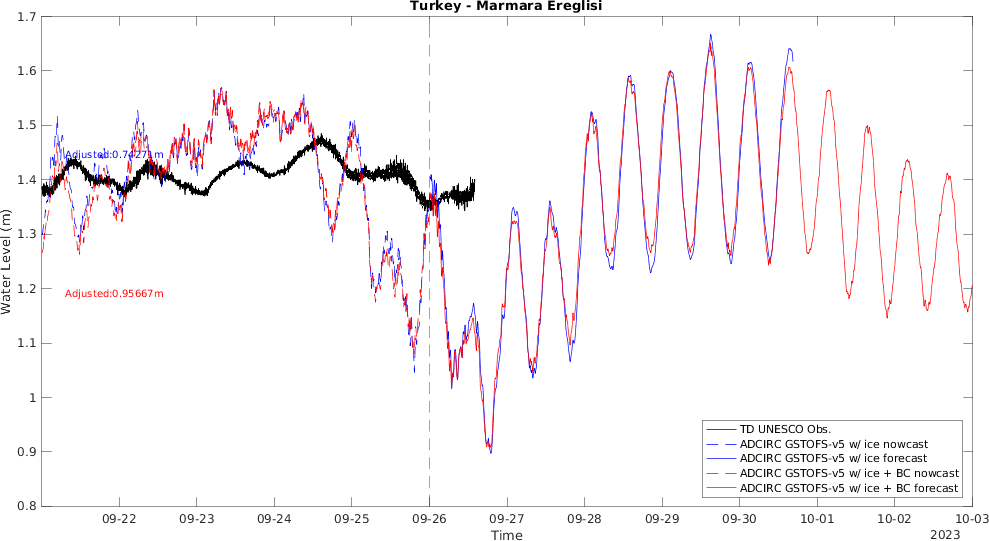 Turkey - Marmara Ereglisi
1.7
1.6
1.5
1.4
1.3
1.2
1.1
1
0.9
0.8
Water Level (m)
Adjusted:0.74271m
Adjusted:0.95667m
TD UNESCO Obs.
ADCIRC GSTOFS-v5 w/ ice nowcast
ADCIRC GSTOFS-v5 w/ ice forecast
ADCIRC GSTOFS-v5 w/ ice + BC nowcast
ADCIRC GSTOFS-v5 w/ ice + BC forecast
09-22 09-23 09-24 09-25 09-26 09-27 09-28 09-29 09-30 10-01 10-02 10-03
Time
2023